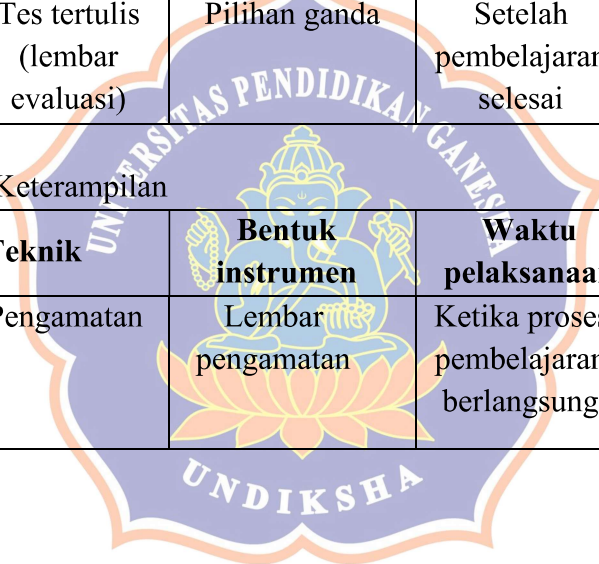 Tes tertulis Pilihan ganda Setelah
(lembar pembelajaran
evaluasi) selesai
UNIVERSITAS PENDIDIKAN GANESHA
Keterampilan
Teknik Bentuk instrumen Waktu pelaksanaan
Pengamatan Lembar Ketika proses
pengamatan pembelajaran
berlangsung
UNDIKSHA